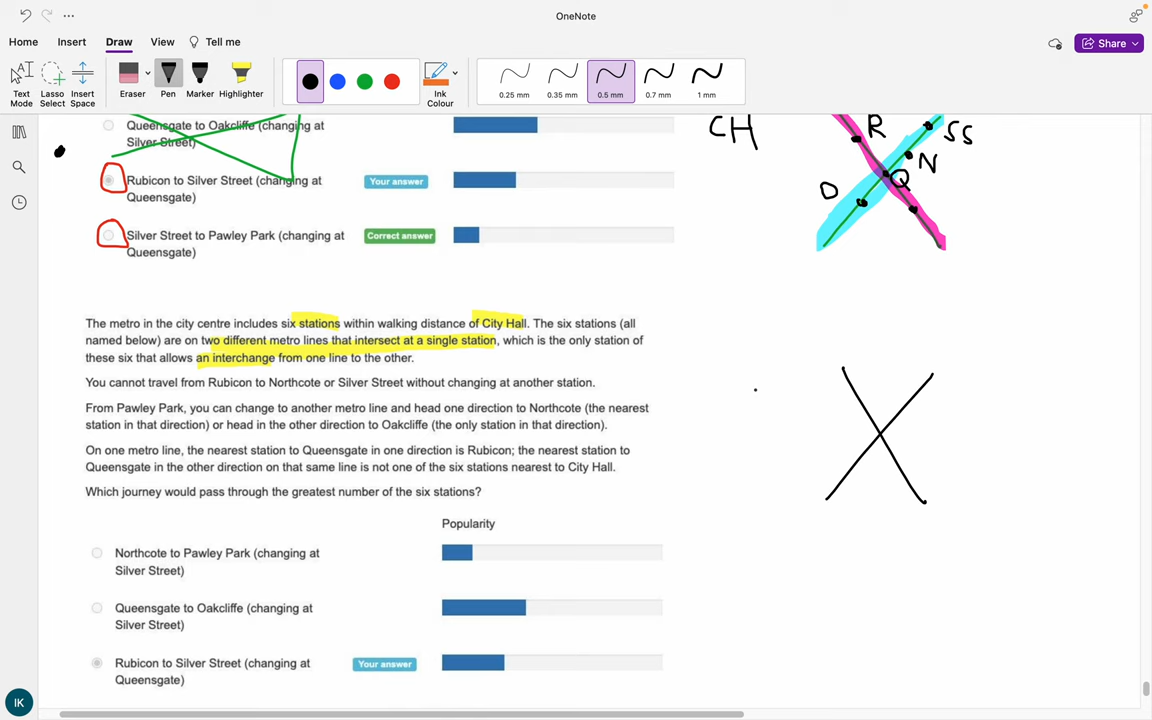 OneNote
Home Insert Draw View Tell me
Share
Text Mode
Lasso Select
Insert Space
Eraser
Pen
Marker
Highlighter
Ink Colour
0.25 mm
0.35 mm
0.5 mm
0.7 mm
1 mm
Queensgate to Oakcliffe (changing at
Silver Street)
Rubicon to Silver Street (changing at
Queensgate)
Your answer
Silver Street to Pawley Park (changing at
Queensgate)
Correct answer
CH
R
SS
N
Q
O
The metro in the city centre includes six stations within walking distance of City Hall. The six stations (all
named below) are on two different metro lines that intersect at a single station, which is the only station of
these six that allows an interchange from one line to the other.
You cannot travel from Rubicon to Northcote or Silver Street without changing at another station.
From Pawley Park, you can change to another metro line and head one direction to Northcote (the nearest
station in that direction) or head in the other direction to Oakcliffe (the only station in that direction).
On one metro line, the nearest station to Queensgate in one direction is Rubicon; the nearest station to
Queensgate in the other direction on that same line is not one of the six stations nearest to City Hall.
Which journey would pass through the greatest number of the six stations?
Popularity
Northcote to Pawley Park (changing at
Silver Street)
Queensgate to Oakcliffe (changing at
Silver Street)
Rubicon to Silver Street (changing at
Queensgate)
Your answer
IK